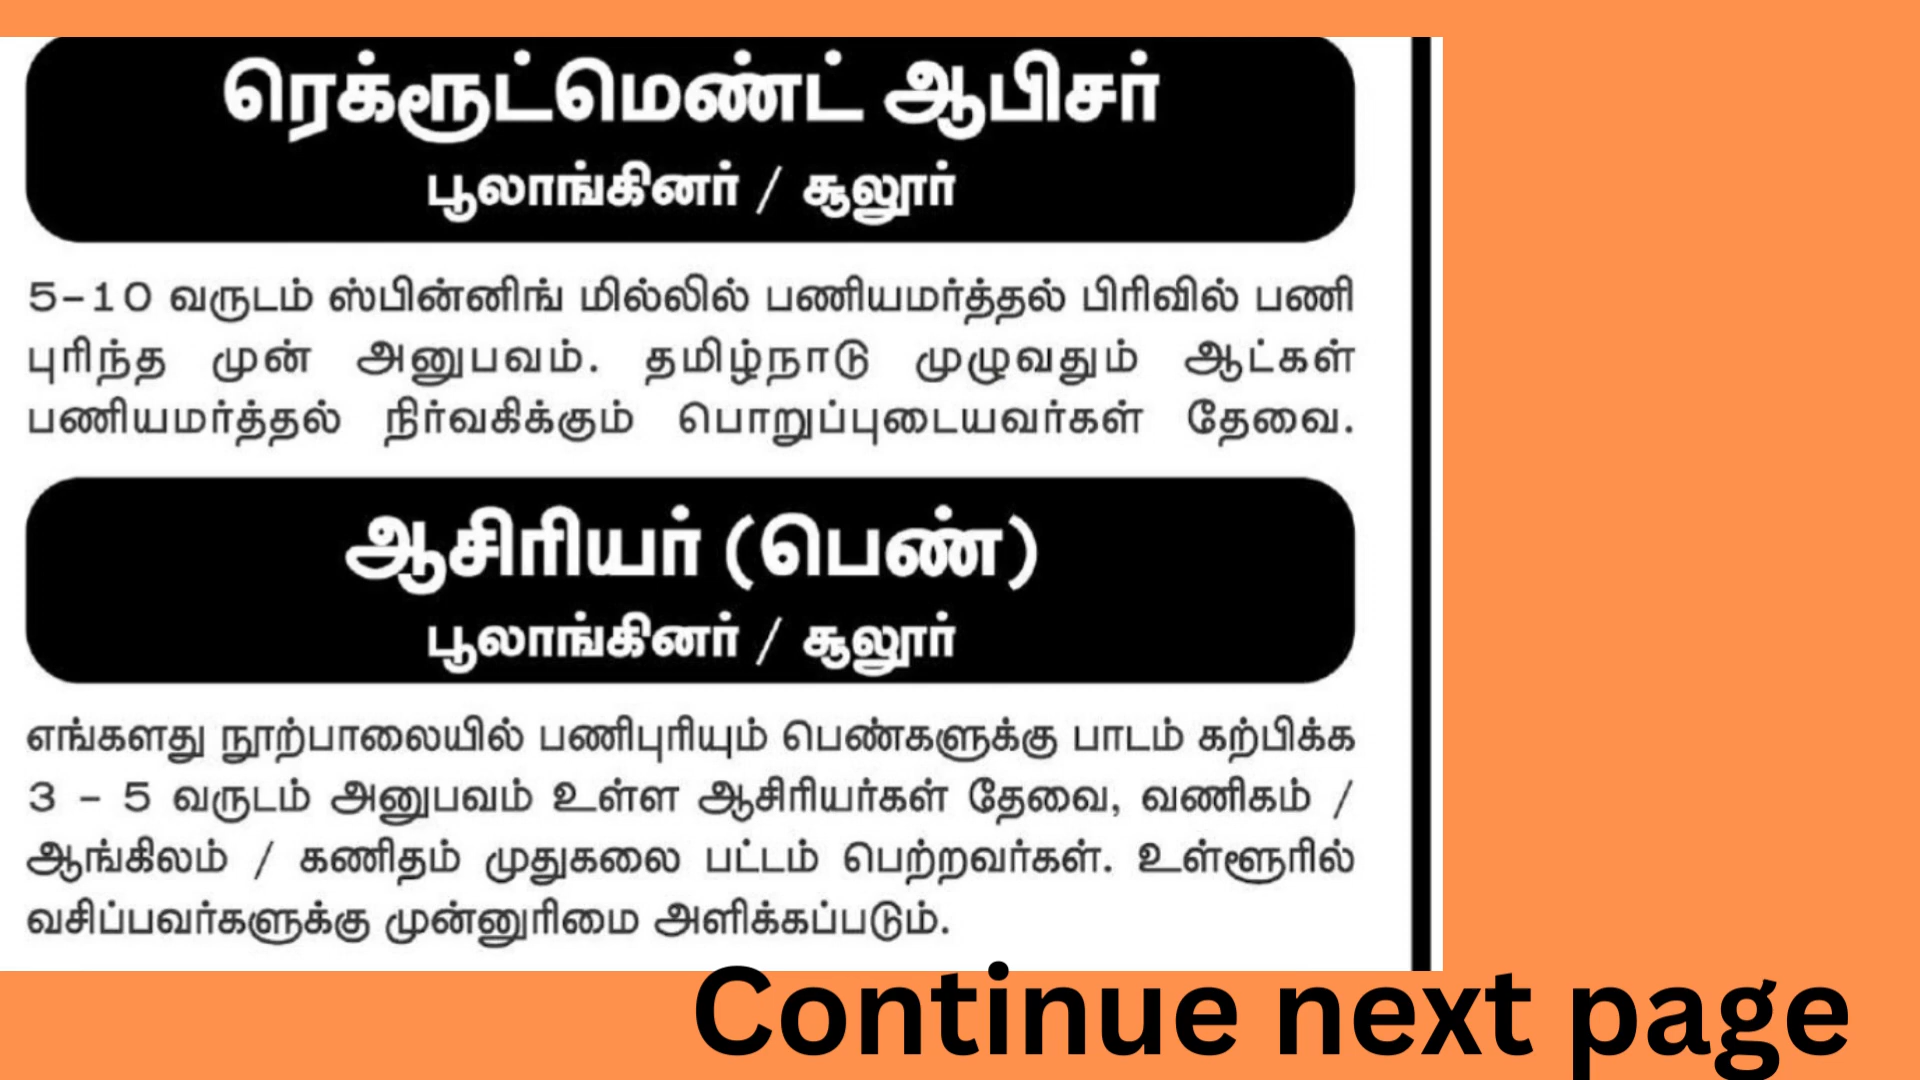 ரெக்ரூட்மெண்ட் ஆபிசர்
பூலாங்கினர் / சூலூர்
5-10 வருடம் ஸ்பின்னிங் மில்லில் பணியமர்த்தல் பிரிவில் பணி
புரிந்த முன் அனுபவம். தமிழ்நாடு முழுவதும் ஆட்கள்
பணியமர்த்தல் நிர்வகிக்கும் பொறுப்புடையவர்கள் தேவை.
ஆசிரியர் (பெண்)
பூலாங்கினர் / சூலூர்
எங்களது நூற்பாலையில் பணிபுரியும் பெண்களுக்கு பாடம் கற்பிக்க
3 - 5 வருடம் அனுபவம் உள்ள ஆசிரியர்கள் தேவை, வணிகம் /
ஆங்கிலம் / கணிதம் முதுகலை பட்டம் பெற்றவர்கள். உள்ளூரில்
வசிப்பவர்களுக்கு முன்னுரிமை அளிக்கப்படும்.
Continue next page